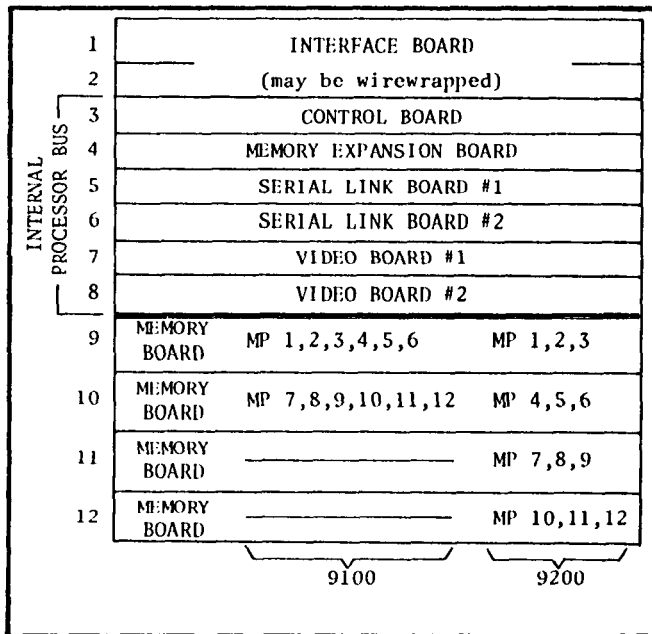 1 INTERFACE BOARD
2 (may be wirewrapped)
3 CONTROL BOARD
4 MEMORY EXPANSION BOARD
5 SERIAL LINK BOARD #1
6 SERIAL LINK BOARD #2
7 VIDEO BOARD #1
8 VIDEO BOARD #2
INTERNAL
PROCESSOR BUS
9 MEMORY BOARD MP 1,2,3,4,5,6 MP 1,2,3
10 MEMORY BOARD MP 7,8,9,10,11,12 MP 4,5,6
11 MEMORY BOARD MP 7,8,9
12 MEMORY BOARD MP 10,11,12
9100 9200